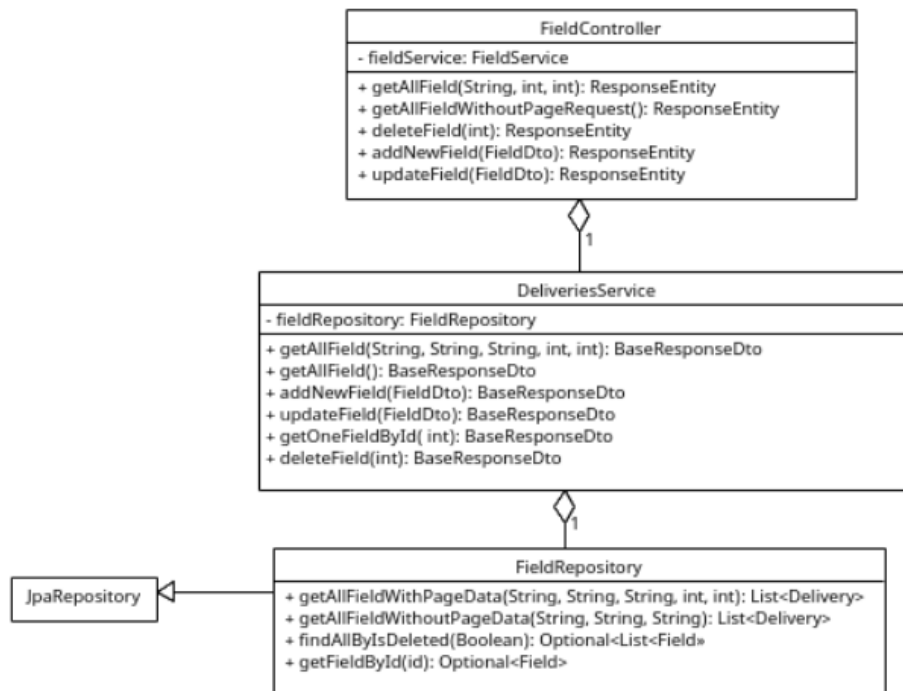 FieldController
- fieldService: FieldService
+ getAllField(String, int, int): ResponseEntity
+ getAllFieldWithoutPageRequest(): ResponseEntity
+ deleteField(int): ResponseEntity
+ addNewField(FieldDto): ResponseEntity
+ updateField(FieldDto): ResponseEntity
1
DeliveriesService
- fieldRepository: FieldRepository
+ getAllField(String, String, String, int, int): BaseResponseDto
+ getAllField(): BaseResponseDto
+ addNewField(FieldDto): BaseResponseDto
+ updateField(FieldDto): BaseResponseDto
+ getOneFieldById( int): BaseResponseDto
+ deleteField(int): BaseResponseDto
1
JpaRepository
FieldRepository
+ getAllFieldWithPageData(String, String, String, int, int): List<Delivery>
+ getAllFieldWithoutPageData(String, String, String): List<Delivery>
+ findAllByIsDeleted(Boolean): Optional<List<Field»
+ getFieldById(id): Optional<Field>